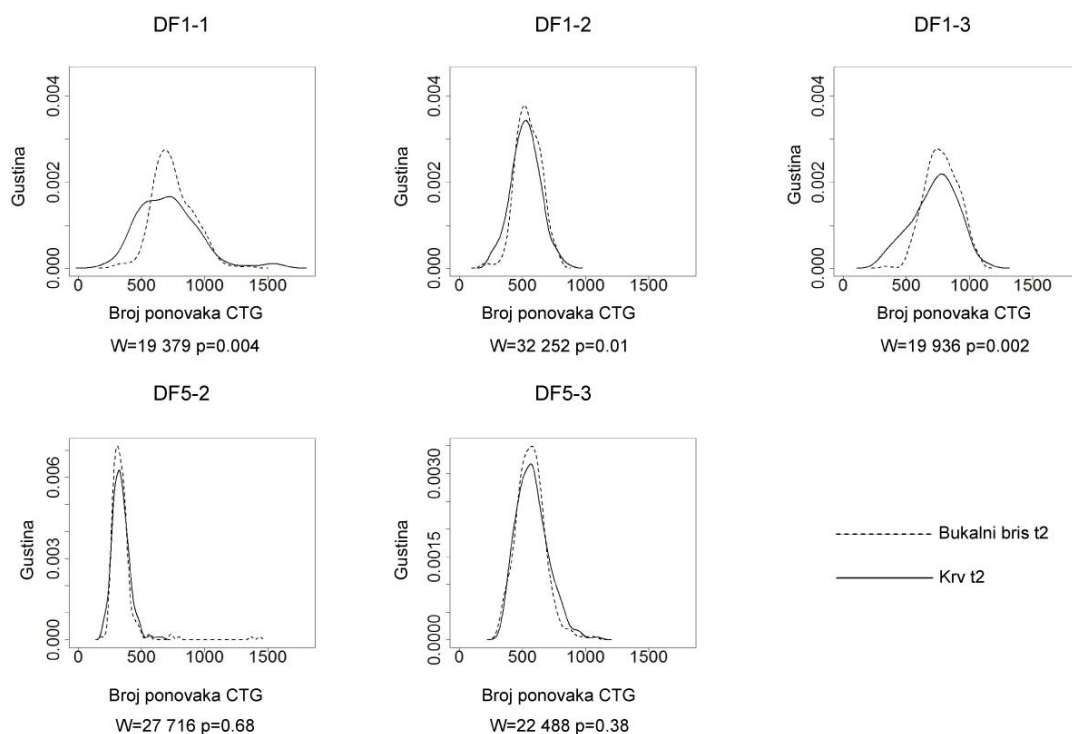 DF1-1
DF1-2
DF1-3
Gustina
0.004
0.002
0.000
0 500 1000 1500
Broj ponovaka CTG
W=19 379 p=0.004
Gustina
0.004
0.002
0.000
0 500 1000 1500
Broj ponovaka CTG
W=32 252 p=0.01
Gustina
0.004
0.002
0.000
0 500 1000 1500
Broj ponovaka CTG
W=19 936 p=0.002
DF5-2
DF5-3
Gustina
0.006
0.003
0.000
0 500 1000 1500
Broj ponovaka CTG
W=27 716 p=0.68
Gustina
0.0030
0.0015
0.0000
0 500 1000 1500
Broj ponovaka CTG
W=22 488 p=0.38
Bukalni bris t2
Krv t2